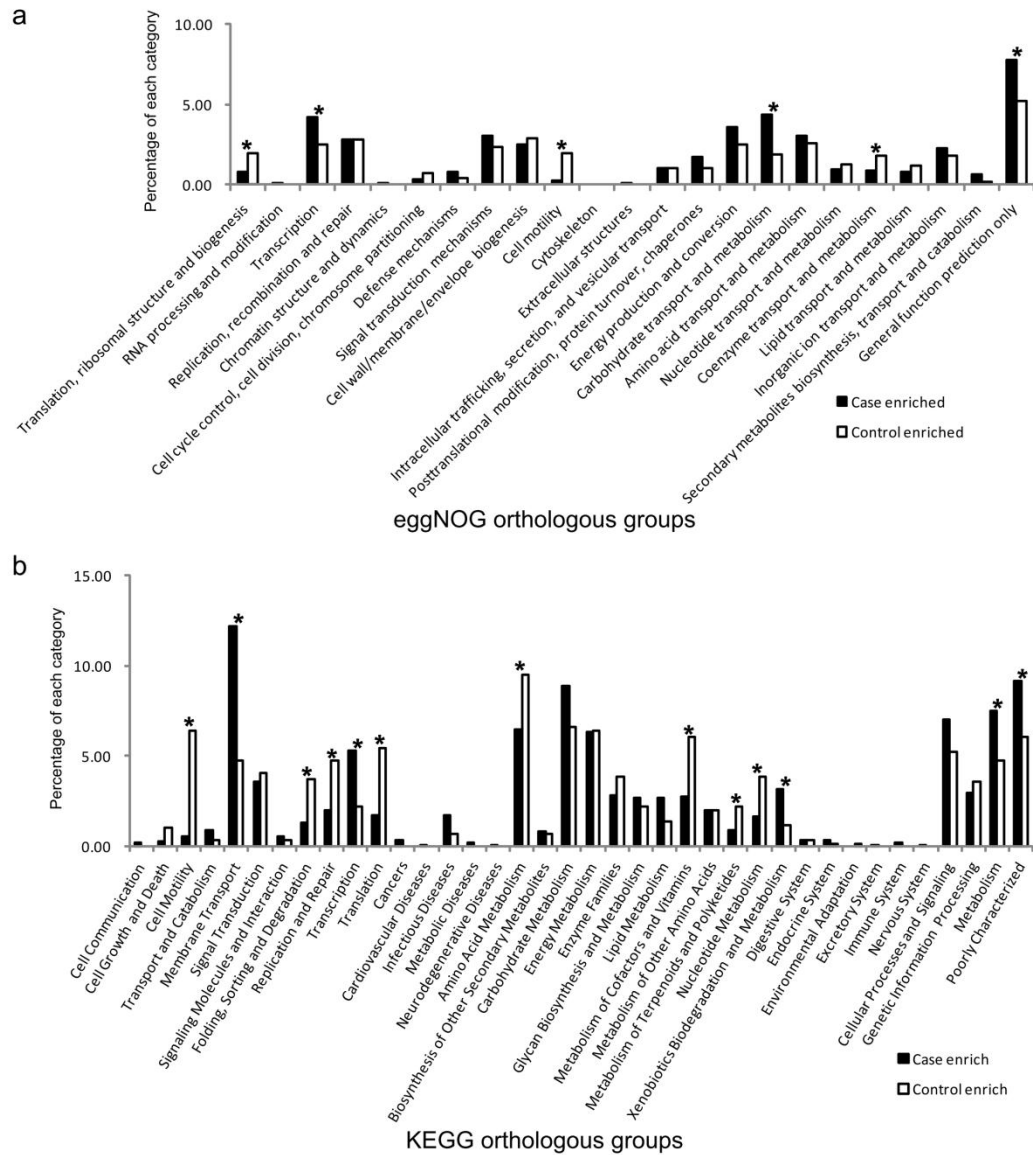 a
Percentage of each category
10.00
5.00
0.00
* * * * * *
Translation, ribosomal structure and biogenesis
RNA processing and modification
Transcription
Replication, recombination and repair
Chromatin structure and dynamics
Cell cycle control, cell division, chromosome partitioning
Defense mechanisms
Signal transduction mechanisms
Cell wall/membrane/envelope biogenesis
Cell motility
Cytoskeleton
Extracellular structures
Intracellular trafficking, secretion, and vesicular transport
Posttranslational modification, protein turnover, chaperones
Energy production and conversion
Carbohydrate transport and metabolism
Amino acid transport and metabolism
Nucleotide transport and metabolism
Coenzyme transport and metabolism
Lipid transport and metabolism
Inorganic ion transport and metabolism
Secondary metabolites biosynthesis, transport and catabolism
General function prediction only
Case enriched
Control enriched
eggNOG orthologous groups
b
Percentage of each category
15.00
10.00
5.00
0.00
* * * * * * * * * * * * *
Cell Communication
Cell Growth and Death
Cell Motility
Transport and Catabolism
Membrane Transport
Signal Transduction
Signaling Molecules and Interaction
Folding, Sorting and Degradation
Replication and Repair
Transcription
Translation
Cancers
Cardiovascular Diseases
Infectious Diseases
Metabolic Diseases
Neurodegenerative Diseases
Amino Acid Metabolism
Biosynthesis of Other Secondary Metabolites
Carbohydrate Metabolism
Energy Metabolism
Enzyme Families
Glycan Biosynthesis and Metabolism
Lipid Metabolism
Metabolism of Cofactors and Vitamins
Metabolism of Other Amino Acids
Metabolism of Terpenoids and Polyketides
Nucleotide Metabolism
Xenobiotics Biodegradation and Metabolism
Digestive System
Endocrine System
Environmental Adaptation
Excretory System
Immune System
Nervous System
Cellular Processes and Signaling
Genetic Information Processing
Metabolism
Poorly Characterized
Case enrich
Control enrich
KEGG orthologous groups